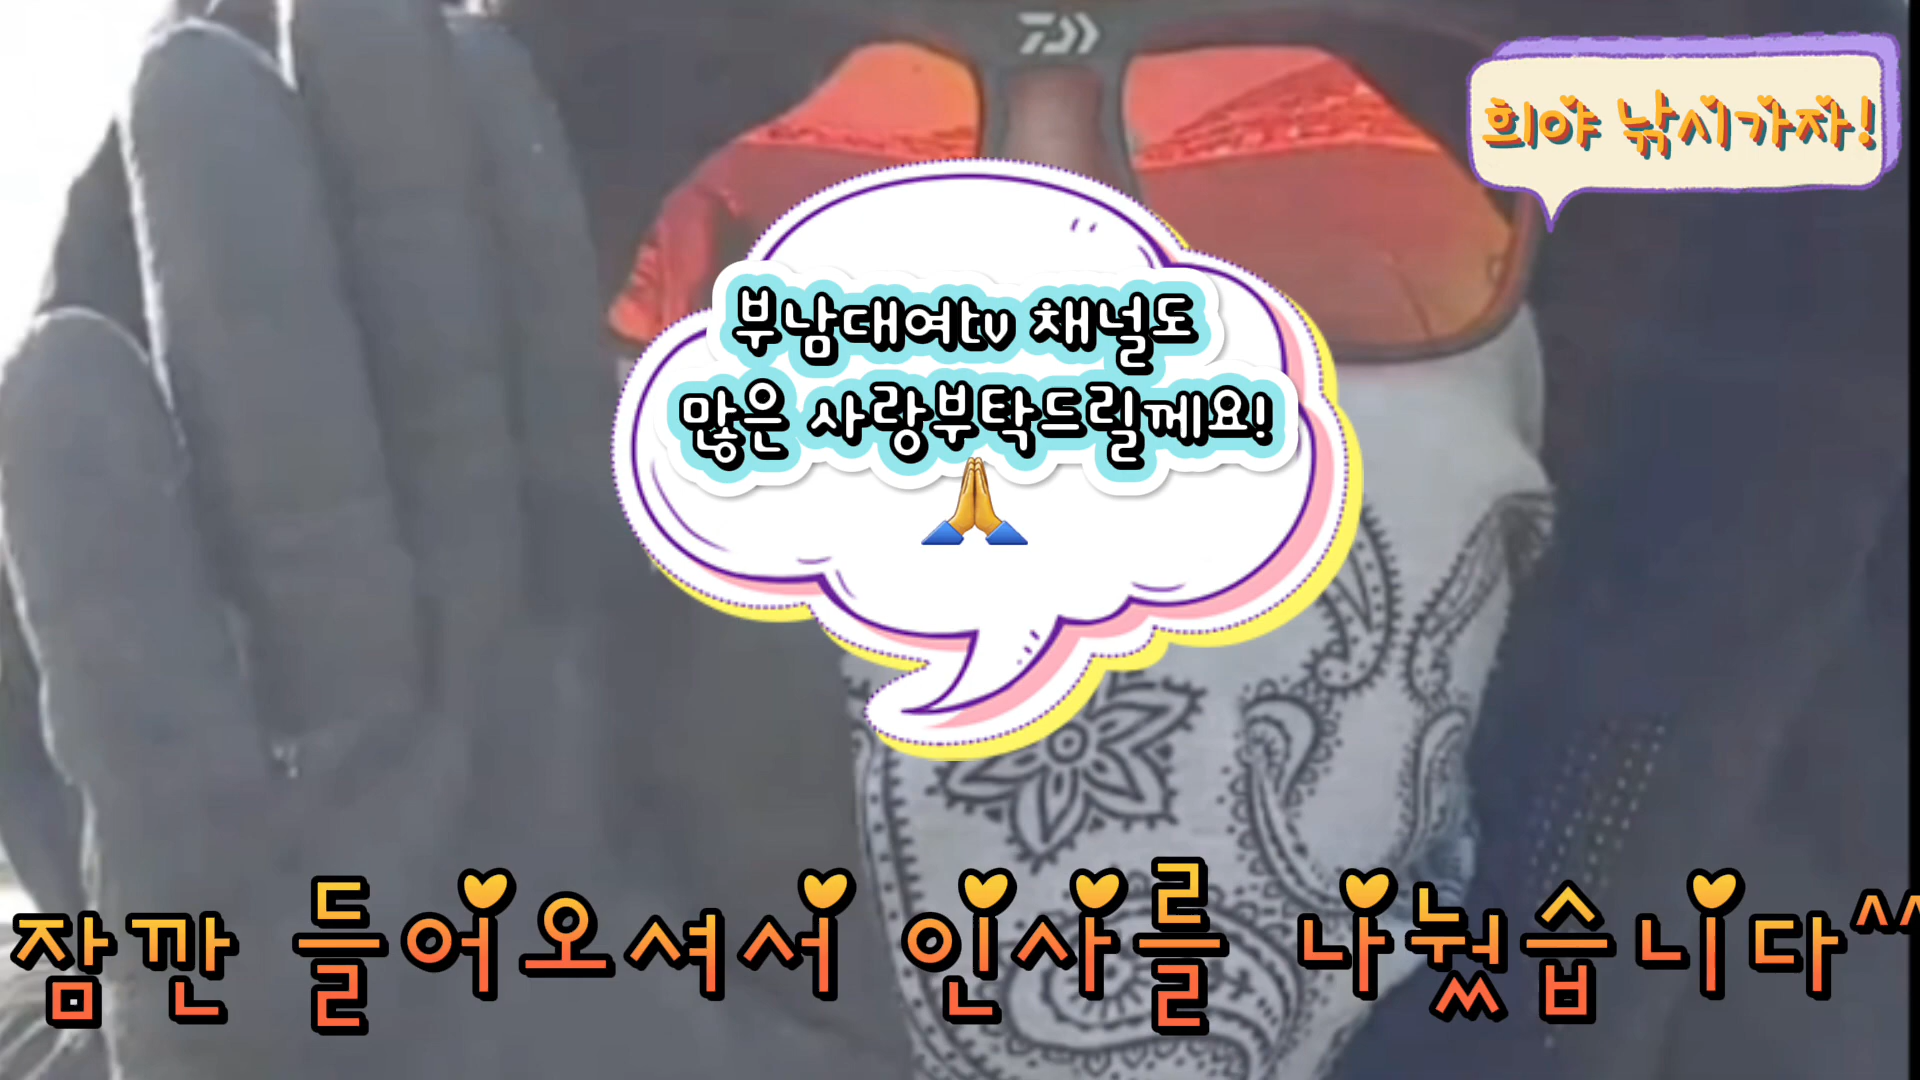 희야 낚시가자!
부남대여tv 채널도
많은 사랑부탁드릴께요!
🙏
잠깐 들어오셔서 인사를 나눴습니다^^